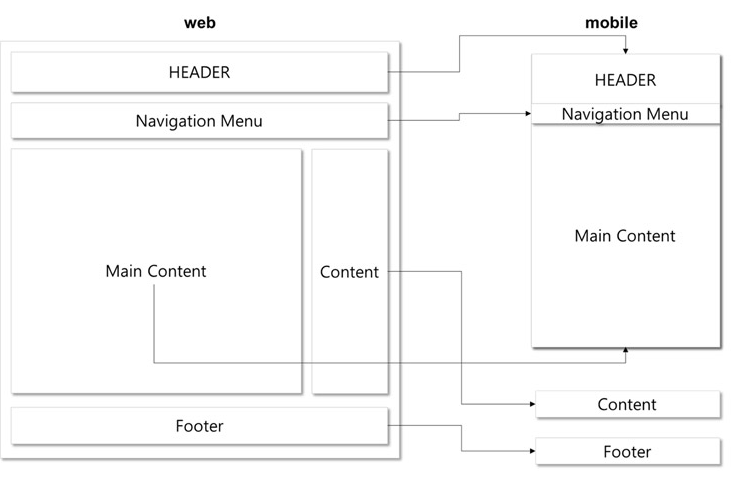 web
HEADER
Navigation Menu
Main Content
Content
Footer
mobile
HEADER
Navigation Menu
Main Content
Content
Footer